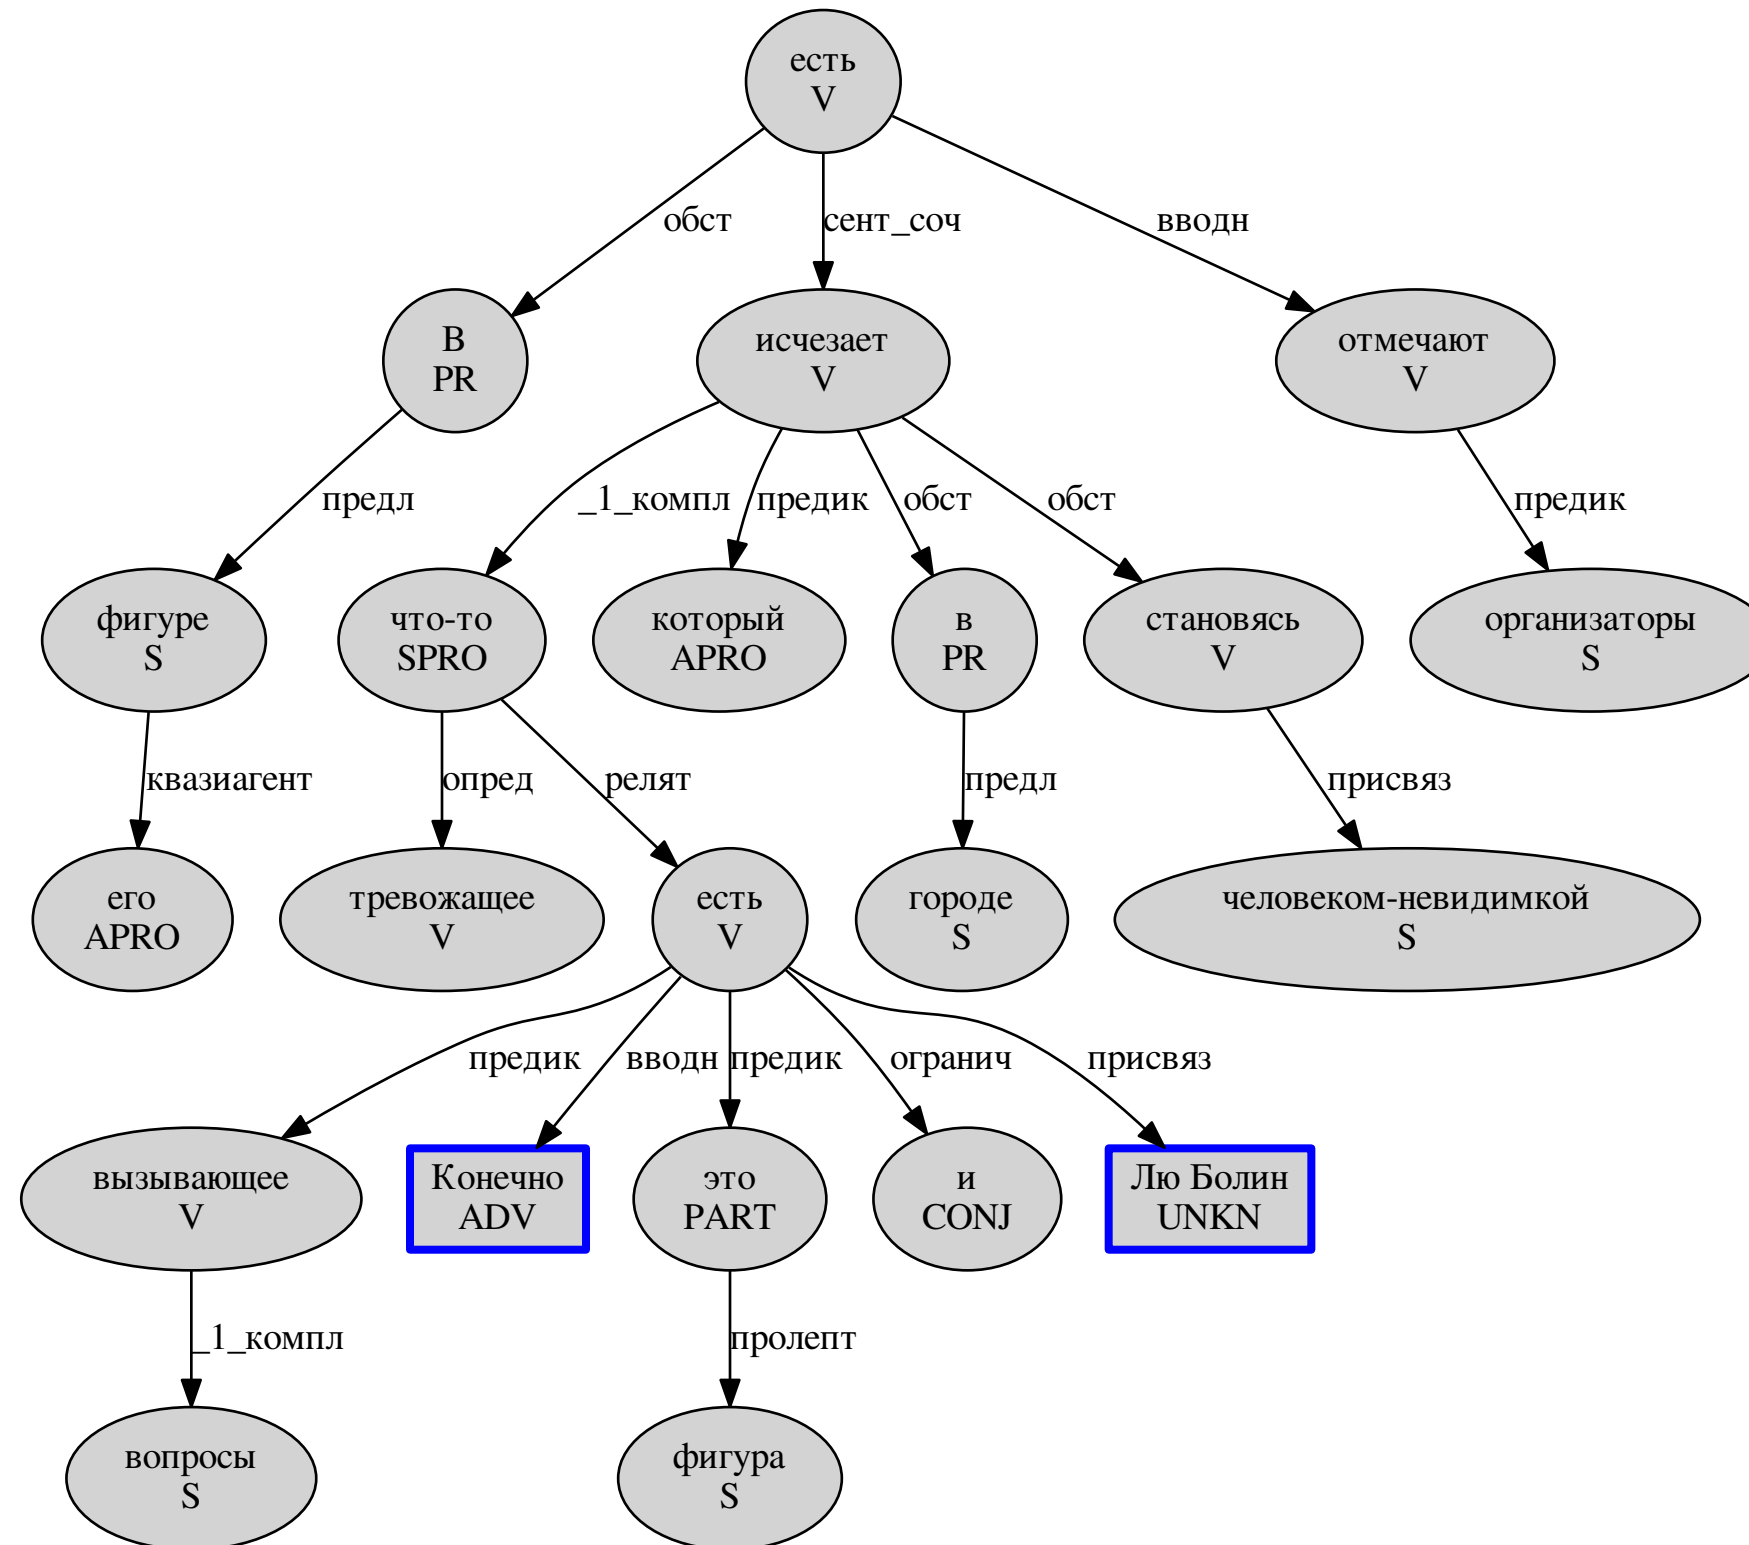 есть
V
обст
сент_соч
вводн
В
PR
исчезает
V
отмечают
V
предл
_1_компл
предик
обст
обст
предик
фигуре
S
что-то
SPRO
который
APRO
в
PR
становясь
V
организаторы
S
квазиагент
опред
релят
предл
присвяз
его
APRO
тревожащее
V
есть
V
городе
S
человеком-невидимкой
S
предик
вводн
предик
огранич
присвяз
вызывающее
V
Конечно
ADV
это
PART
и
CONJ
Лю Болин
UNKN
_1_компл
пролепт
вопросы
S
фигура
S